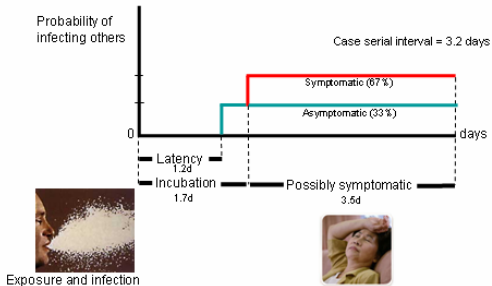 Probability of
infecting others
Case serial interval = 3.2 days
Symptomatic (67%)
Asymptomatic (33%)
0
days
Latency
1.2d
Incubation
1.7d
Possibly symptomatic
3.5d
Exposure and infection